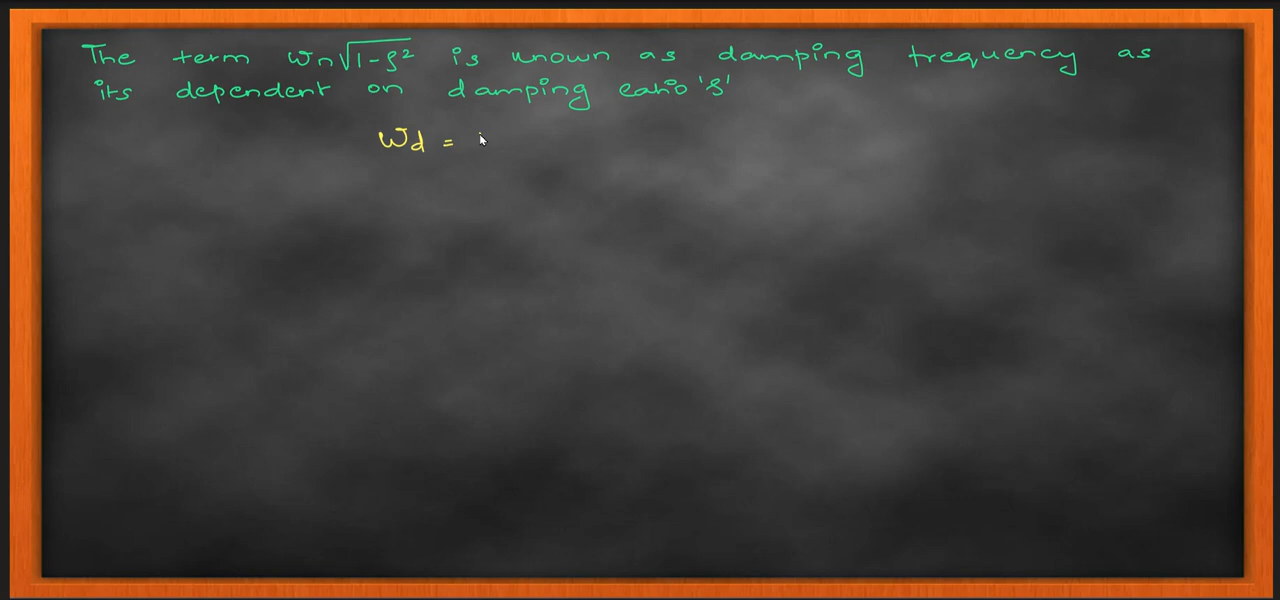 The term ωn√1-ξ² is known as damping frequency as
its dependent on damping ratio 'ξ'
ωd =